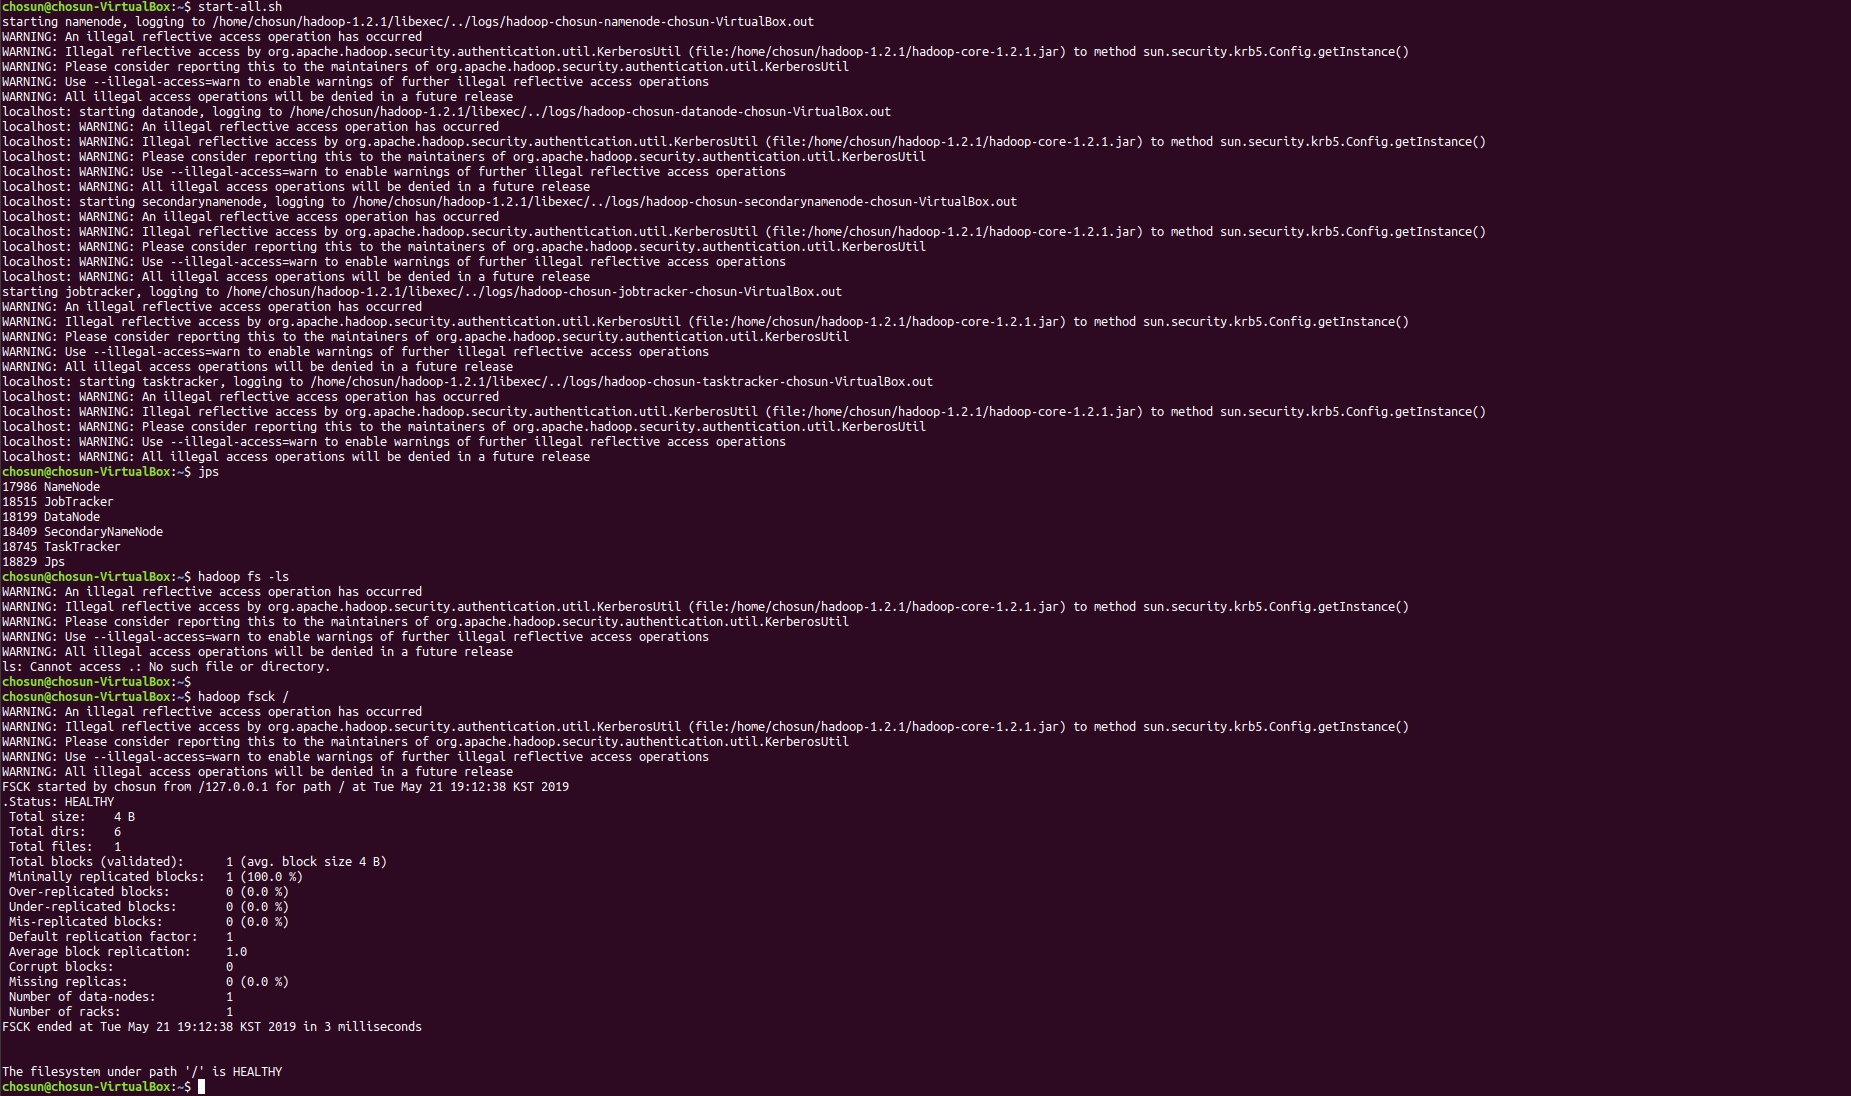 chosun@chosun-VirtualBox:~$ start-all.sh
starting namenode, logging to /home/chosun/hadoop-1.2.1/libexec/../logs/hadoop-chosun-namenode-chosun-VirtualBox.out
WARNING: An illegal reflective access operation has occurred
WARNING: Illegal reflective access by org.apache.hadoop.security.authentication.util.KerberosUtil (file:/home/chosun/hadoop-1.2.1/hadoop-core-1.2.1.jar) to method sun.security.krb5.Config.getInstance()
WARNING: Please consider reporting this to the maintainers of org.apache.hadoop.security.authentication.util.KerberosUtil
WARNING: Use --illegal-access=warn to enable warnings of further illegal reflective access operations
WARNING: All illegal access operations will be denied in a future release
localhost: starting datanode, logging to /home/chosun/hadoop-1.2.1/libexec/../logs/hadoop-chosun-datanode-chosun-VirtualBox.out
localhost: WARNING: An illegal reflective access operation has occurred
localhost: WARNING: Illegal reflective access by org.apache.hadoop.security.authentication.util.KerberosUtil (file:/home/chosun/hadoop-1.2.1/hadoop-core-1.2.1.jar) to method sun.security.krb5.Config.getInstance()
localhost: WARNING: Please consider reporting this to the maintainers of org.apache.hadoop.security.authentication.util.KerberosUtil
localhost: WARNING: Use --illegal-access=warn to enable warnings of further illegal reflective access operations
localhost: WARNING: All illegal access operations will be denied in a future release
localhost: starting secondarynamenode, logging to /home/chosun/hadoop-1.2.1/libexec/../logs/hadoop-chosun-secondarynamenode-chosun-VirtualBox.out
localhost: WARNING: An illegal reflective access operation has occurred
localhost: WARNING: Illegal reflective access by org.apache.hadoop.security.authentication.util.KerberosUtil (file:/home/chosun/hadoop-1.2.1/hadoop-core-1.2.1.jar) to method sun.security.krb5.Config.getInstance()
localhost: WARNING: Please consider reporting this to the maintainers of org.apache.hadoop.security.authentication.util.KerberosUtil
localhost: WARNING: Use --illegal-access=warn to enable warnings of further illegal reflective access operations
localhost: WARNING: All illegal access operations will be denied in a future release
starting jobtracker, logging to /home/chosun/hadoop-1.2.1/libexec/../logs/hadoop-chosun-jobtracker-chosun-VirtualBox.out
WARNING: An illegal reflective access operation has occurred
WARNING: Illegal reflective access by org.apache.hadoop.security.authentication.util.KerberosUtil (file:/home/chosun/hadoop-1.2.1/hadoop-core-1.2.1.jar) to method sun.security.krb5.Config.getInstance()
WARNING: Please consider reporting this to the maintainers of org.apache.hadoop.security.authentication.util.KerberosUtil
WARNING: Use --illegal-access=warn to enable warnings of further illegal reflective access operations
WARNING: All illegal access operations will be denied in a future release
localhost: starting tasktracker, logging to /home/chosun/hadoop-1.2.1/libexec/../logs/hadoop-chosun-tasktracker-chosun-VirtualBox.out
localhost: WARNING: An illegal reflective access operation has occurred
localhost: WARNING: Illegal reflective access by org.apache.hadoop.security.authentication.util.KerberosUtil (file:/home/chosun/hadoop-1.2.1/hadoop-core-1.2.1.jar) to method sun.security.krb5.Config.getInstance()
localhost: WARNING: Please consider reporting this to the maintainers of org.apache.hadoop.security.authentication.util.KerberosUtil
localhost: WARNING: Use --illegal-access=warn to enable warnings of further illegal reflective access operations
localhost: WARNING: All illegal access operations will be denied in a future release
chosun@chosun-VirtualBox:~$ jps
17986 NameNode
18515 JobTracker
18199 DataNode
18409 SecondaryNameNode
18745 TaskTracker
18829 Jps
chosun@chosun-VirtualBox:~$ hadoop fs -ls
WARNING: An illegal reflective access operation has occurred
WARNING: Illegal reflective access by org.apache.hadoop.security.authentication.util.KerberosUtil (file:/home/chosun/hadoop-1.2.1/hadoop-core-1.2.1.jar) to method sun.security.krb5.Config.getInstance()
WARNING: Please consider reporting this to the maintainers of org.apache.hadoop.security.authentication.util.KerberosUtil
WARNING: Use --illegal-access=warn to enable warnings of further illegal reflective access operations
WARNING: All illegal access operations will be denied in a future release
ls: Cannot access .: No such file or directory.
chosun@chosun-VirtualBox:~$
chosun@chosun-VirtualBox:~$ hadoop fsck /
WARNING: An illegal reflective access operation has occurred
WARNING: Illegal reflective access by org.apache.hadoop.security.authentication.util.KerberosUtil (file:/home/chosun/hadoop-1.2.1/hadoop-core-1.2.1.jar) to method sun.security.krb5.Config.getInstance()
WARNING: Please consider reporting this to the maintainers of org.apache.hadoop.security.authentication.util.KerberosUtil
WARNING: Use --illegal-access=warn to enable warnings of further illegal reflective access operations
WARNING: All illegal access operations will be denied in a future release
FSCK started by chosun from /127.0.0.1 for path / at Tue May 21 19:12:38 KST 2019
.Status: HEALTHY
 Total size:    4 B
 Total dirs:    6
 Total files:   1
 Total blocks (validated):      1 (avg. block size 4 B)
 Minimally replicated blocks:   1 (100.0 %)
 Over-replicated blocks:        0 (0.0 %)
 Under-replicated blocks:       0 (0.0 %)
 Mis-replicated blocks:         0 (0.0 %)
 Default replication factor:    1
 Average block replication:     1.0
 Corrupt blocks:                0
 Missing replicas:              0 (0.0 %)
 Number of data-nodes:          1
 Number of racks:               1
FSCK ended at Tue May 21 19:12:38 KST 2019 in 3 milliseconds
The filesystem under path '/' is HEALTHY
chosun@chosun-VirtualBox:~$